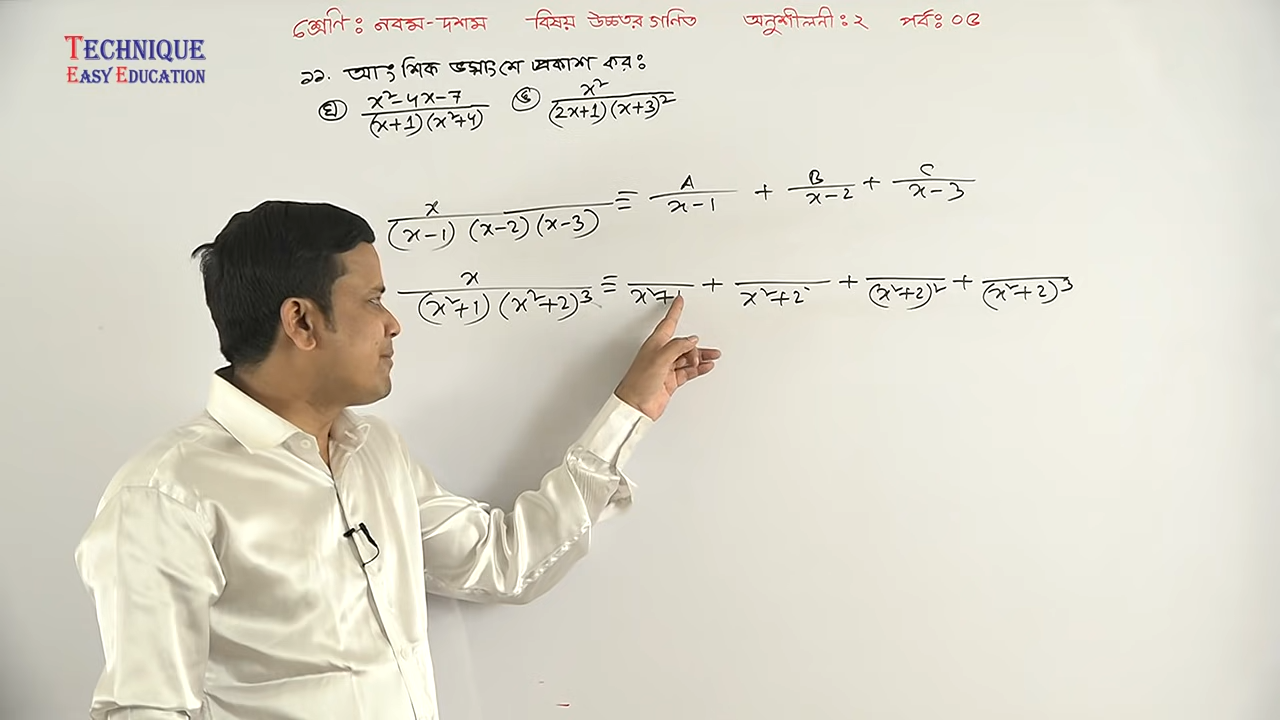 TECHNIQUE
EASY EDUCATION
শ্রেণি: নবম-দশম বিষয় উচ্চতর গনিত অনুশীলনী: ২ পর্ব: ০৫
১১. আংশিক ভগ্নাংশে প্রকাশ কর:
ঘ) (x²-4x-7)/((x+1)(x²+4)) ঙ) x²/((2x+1)(x+3)²)
x/((x-1)(x-2)(x-3)) ≡ A/(x-1) + B/(x-2) + C/(x-3)
x/((x²+1)(x²+2)³) ≡ /(x²+1) + /(x²+2) + /((x²+2)²) + /((x²+2)³)